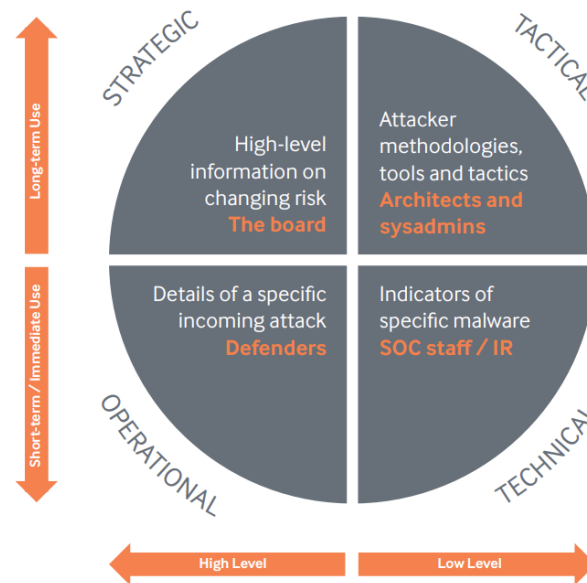 STRATEGIC
TACTICAL
Long-term Use
High-level
information on
changing risk
The board
Attacker
methodologies,
tools and tactics
Architects and
sysadmins
Short-term / Immediate Use
Details of a specific
incoming attack
Defenders
Indicators of
specific malware
SOC staff / IR
OPERATIONAL
TECHNICAL
High Level
Low Level